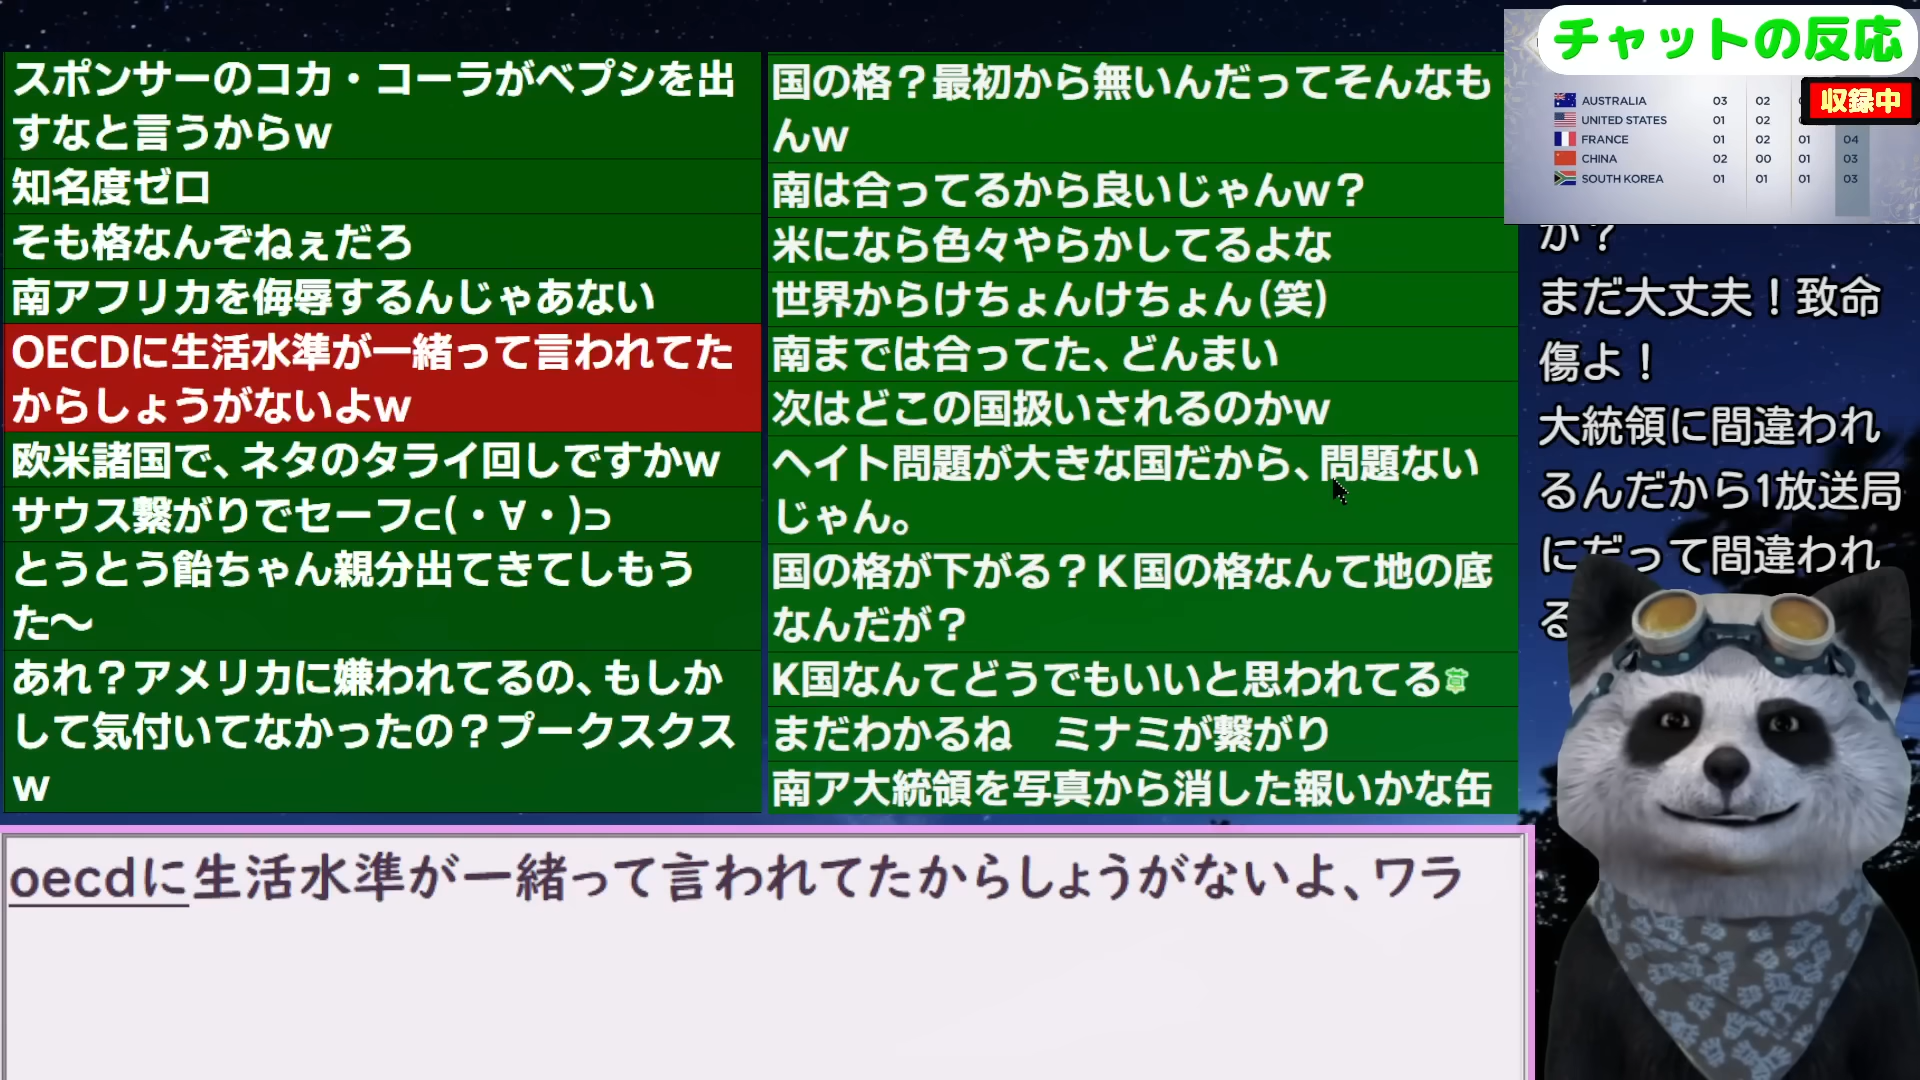 スポンサーのコカ・コーラがペプシを出
すなと言うからw
知名度ゼロ
そも格なんぞねぇだろ
南アフリカを侮辱するんじゃあない
OECDに生活水準が一緒って言われてた
からしょうがないよw
欧米諸国で、ネタのタライ回しですかw
サウス繋がりでセーフ⊂(・∀・)⊃
とうとう飴ちゃん親分出てきてしもう
た～
あれ？アメリカに嫌われてるの、もしか
して気付いてなかったの？プークスクス
w
国の格？最初から無いんだってそんなも
んw
南は合ってるから良いじゃんw？
米になら色々やらかしてるよな
世界からけちょんけちょん(笑)
南までは合ってた、どんまい
次はどこの国扱いされるのかw
ヘイト問題が大きな国だから、問題ない
じゃん。
国の格が下がる？K国の格なんて地の底
なんだが？
K国なんてどうでもいいと思われてる草
まだわかるね　ミナミが繋がり
南ア大統領を写真から消した報いかな缶
チャットの反応
収録中
AUSTRALIA 03 02
UNITED STATES 01 02
FRANCE 01 02 01 04
CHINA 02 00 01 03
SOUTH KOREA 01 01 01 03
か？
まだ大丈夫！致命
傷よ！
大統領に間違われ
るんだから1放送局
にだって間違われ
る
oecdに生活水準が一緒って言われてたからしょうがないよ、ワラ